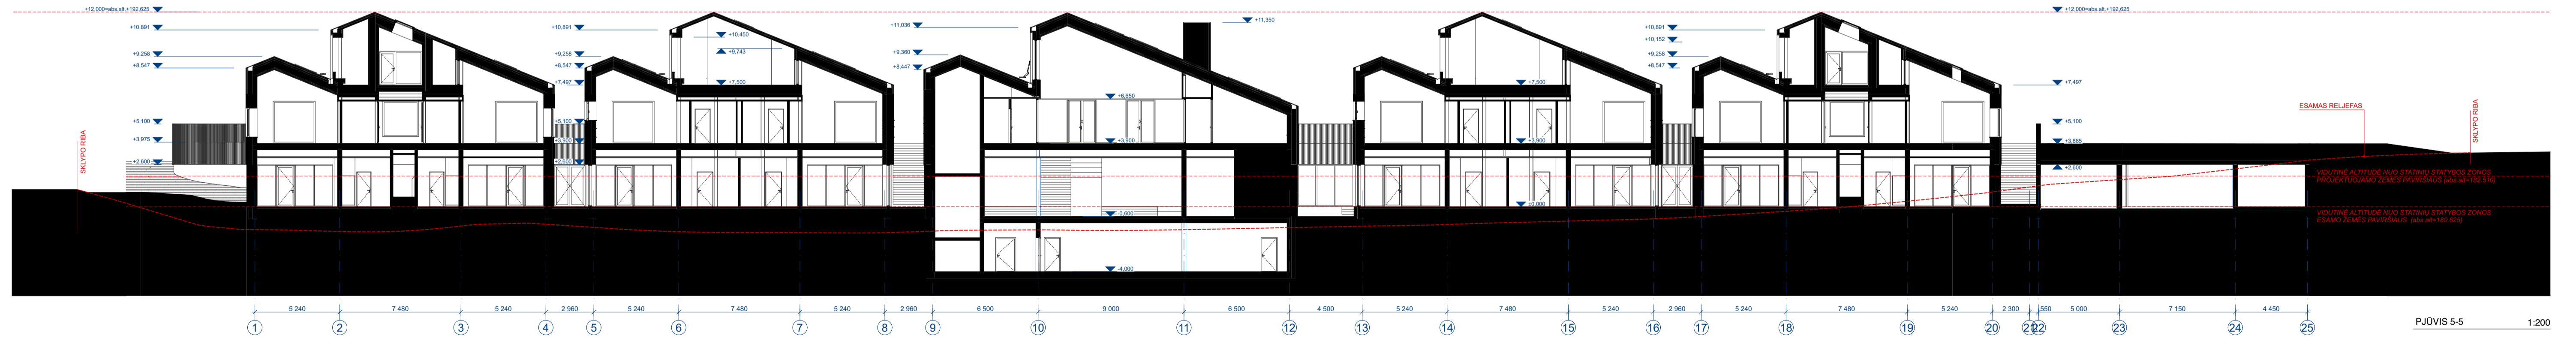 +12,000=abs.alt.+192,625
+10,891
+9,258
+8,547
+5,100
+3,975
+2,600
SKLYPO RIBA
+10,891
+9,258
+8,547
+7,497
+5,100
+3,900
+2,600
+10,450
+9,743
+7,500
+11,036
+9,360
+8,447
+11,350
+6,650
+3,900
-0,600
-4,000
+7,500
+3,900
±0,000
+10,891
+10,152
+9,258
+8,547
+12,000=abs.alt.+192,625
+7,497
+5,100
+3,885
+2,600
ESAMAS RELJEFAS
SKLYPO RIBA
VIDUTINĖ ALTITUDĖ NUO STATINIŲ STATYBOS ZONOS
PROJEKTUOJAMO ŽEMĖS PAVIRŠIAUS
VIDUTINĖ ALTITUDĖ NUO STATINIŲ STATYBOS ZONOS
ESAMO ŽEMĖS PAVIRŠIAUS
5 240 7 480 5 240 2 960 5 240 7 480 5 240 2 960 6 500 9 000 6 500 4 500 5 240 7 480 5 240 2 960 5 240 7 480 5 240 2 300 550 5 000 7 150 4 450
1 2 3 4 5 6 7 8 9 10 11 12 13 14 15 16 17 18 19 20 21 22 23 24 25
PJŪVIS 5-5 1:200